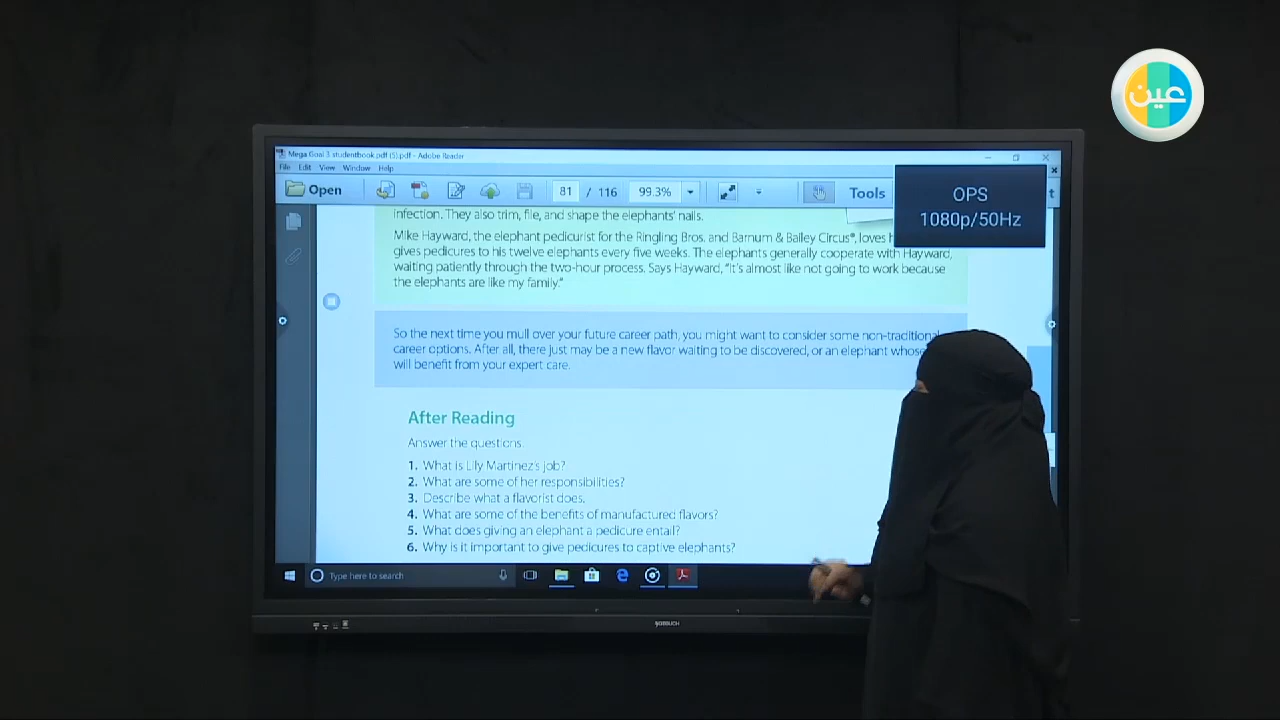 عين
Mega Goal 3 studentbook.pdf (5).pdf - Adobe Reader
File Edit View Window Help
Open 81 / 116 99.3% Tools
OPS
1080p/50Hz
infection. They also trim, file, and shape the elephants' nails.
Mike Hayward, the elephant pedicurist for the Ringling Bros. and Barnum & Bailey Circus®, loves
gives pedicures to his twelve elephants every five weeks. The elephants generally cooperate with Hayward,
waiting patiently through the two-hour process. Says Hayward, "It's almost like not going to work because
the elephants are like my family."
So the next time you mull over your future career path, you might want to consider some non-traditional
career options. After all, there just may be a new flavor waiting to be discovered, or an elephant whose
will benefit from your expert care.
After Reading
Answer the questions.
1. What is Lily Martinez's job?
2. What are some of her responsibilities?
3. Describe what a flavorist does.
4. What are some of the benefits of manufactured flavors?
5. What does giving an elephant a pedicure entail?
6. Why is it important to give pedicures to captive elephants?
Type here to search